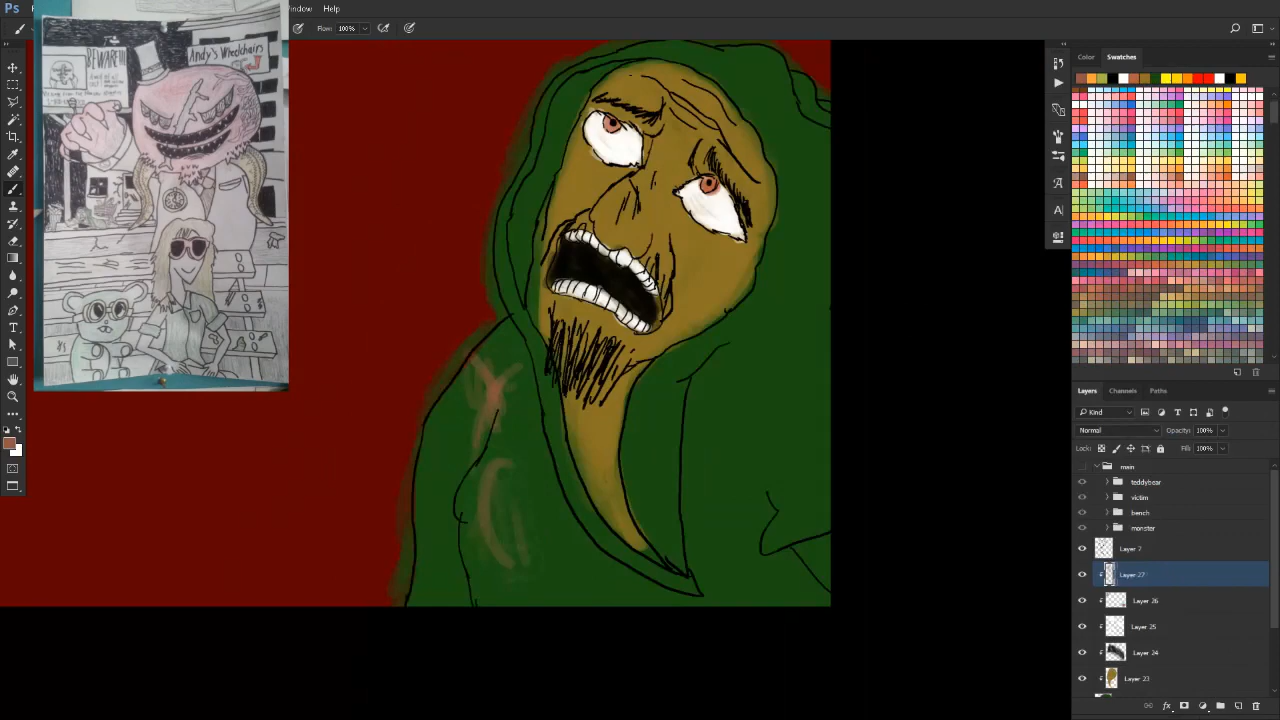 Ps
Window
Help
Flow: 100%
BEWARE!!!
Andy's Wheelchairs
Color
Swatches
Layers
Channels
Paths
Kind
Normal
Opacity: 100%
Lock:
Fill: 100%
main
teddybear
victim
bench
monster
Layer 7
Layer 27
Layer 26
Layer 25
Layer 24
Layer 23